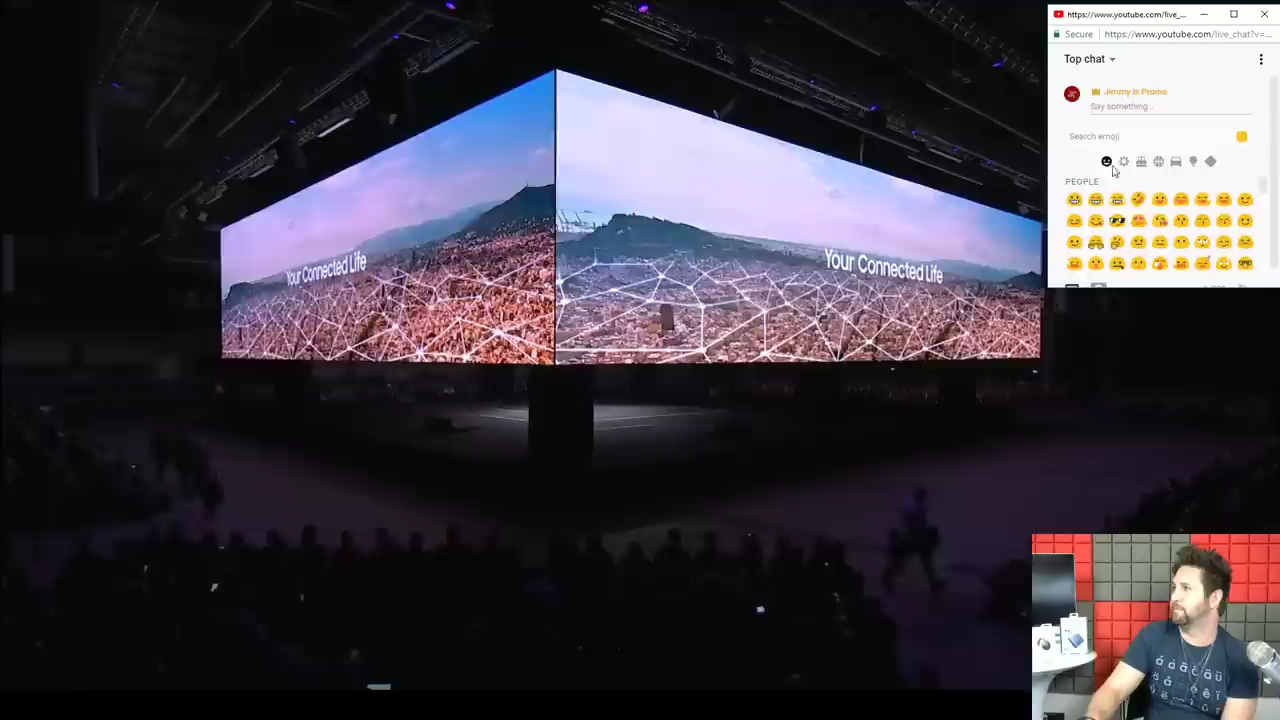 https://www.youtube.com/live_...
Secure
https://www.youtube.com/live_chat?v=...
Top chat
Jimmy is Promo
Say something...
Search emoji
PEOPLE
Your Connected Life
Your Connected Life